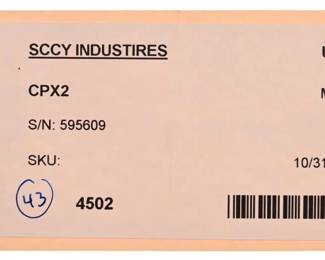 SCCY INDUSTIRES
CPX2
S/N: 595609
SKU:
10/31
43
4502